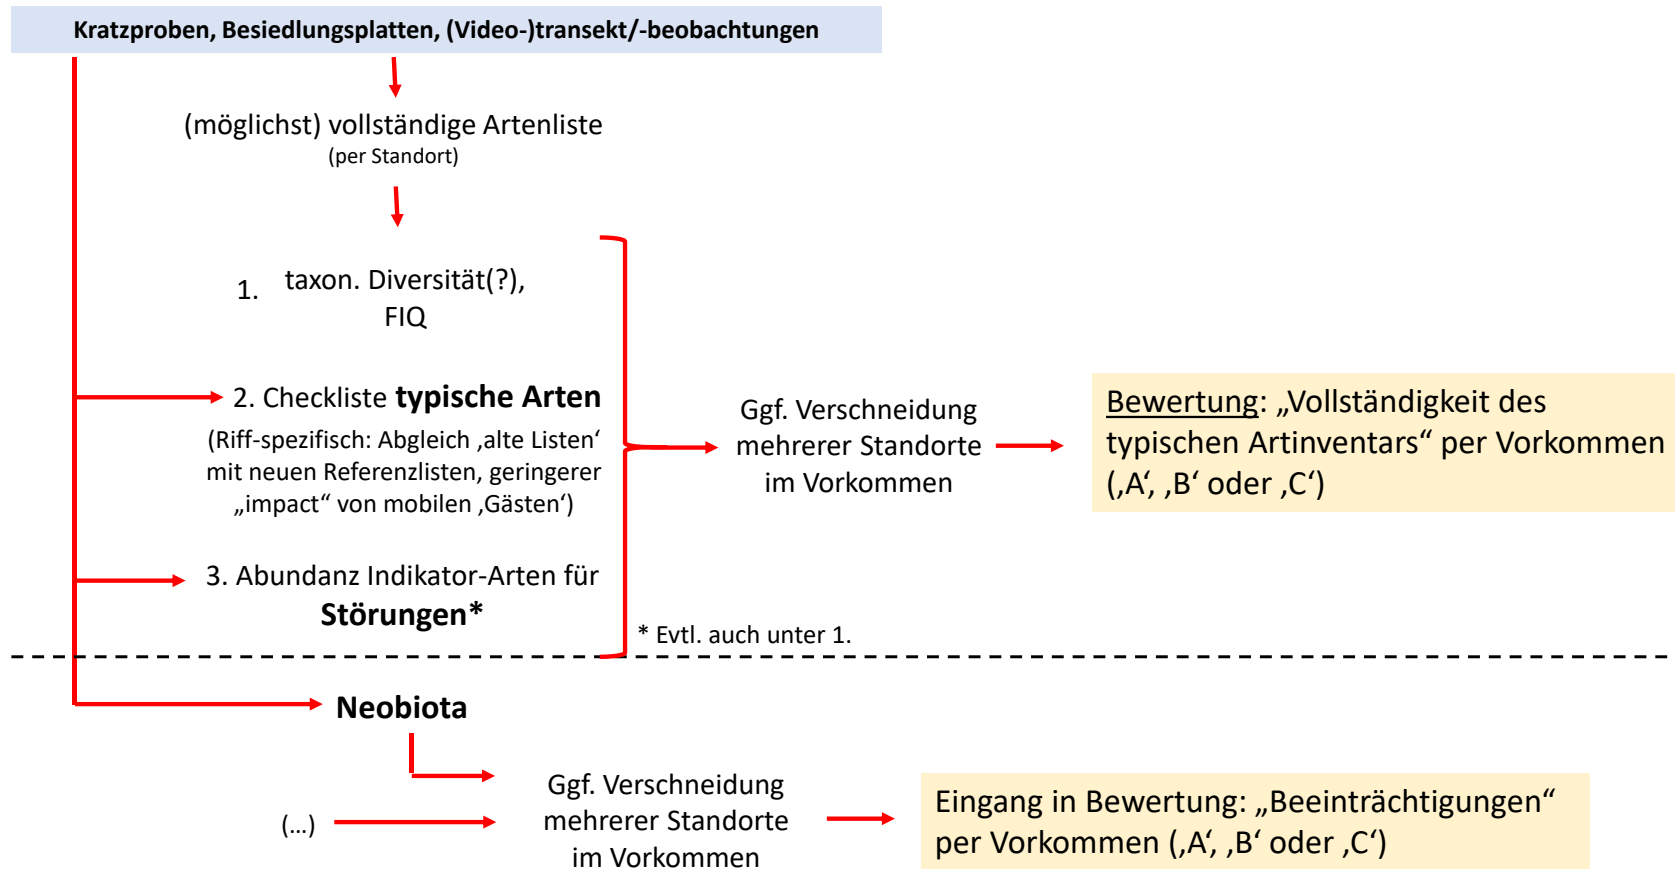 Kratzproben, Besiedlungsplatten, (Video-)transekt/-beobachtungen
(möglichst) vollständige Artenliste
(per Standort)
1. taxon. Diversität(?),
FIQ
2. Checkliste typische Arten
(Riff-spezifisch: Abgleich ‚alte Listen‘
mit neuen Referenzlisten, geringerer
„impact“ von mobilen ‚Gästen‘)
3. Abundanz Indikator-Arten für
Störungen*
* Evtl. auch unter 1.
Ggf. Verschneidung
mehrerer Standorte
im Vorkommen
Bewertung: „Vollständigkeit des
typischen Artinventars“ per Vorkommen
(‚A‘, ‚B‘ oder ‚C‘)
Neobiota
(…)
Ggf. Verschneidung
mehrerer Standorte
im Vorkommen
Eingang in Bewertung: „Beeinträchtigungen“
per Vorkommen (‚A‘, ‚B‘ oder ‚C‘)